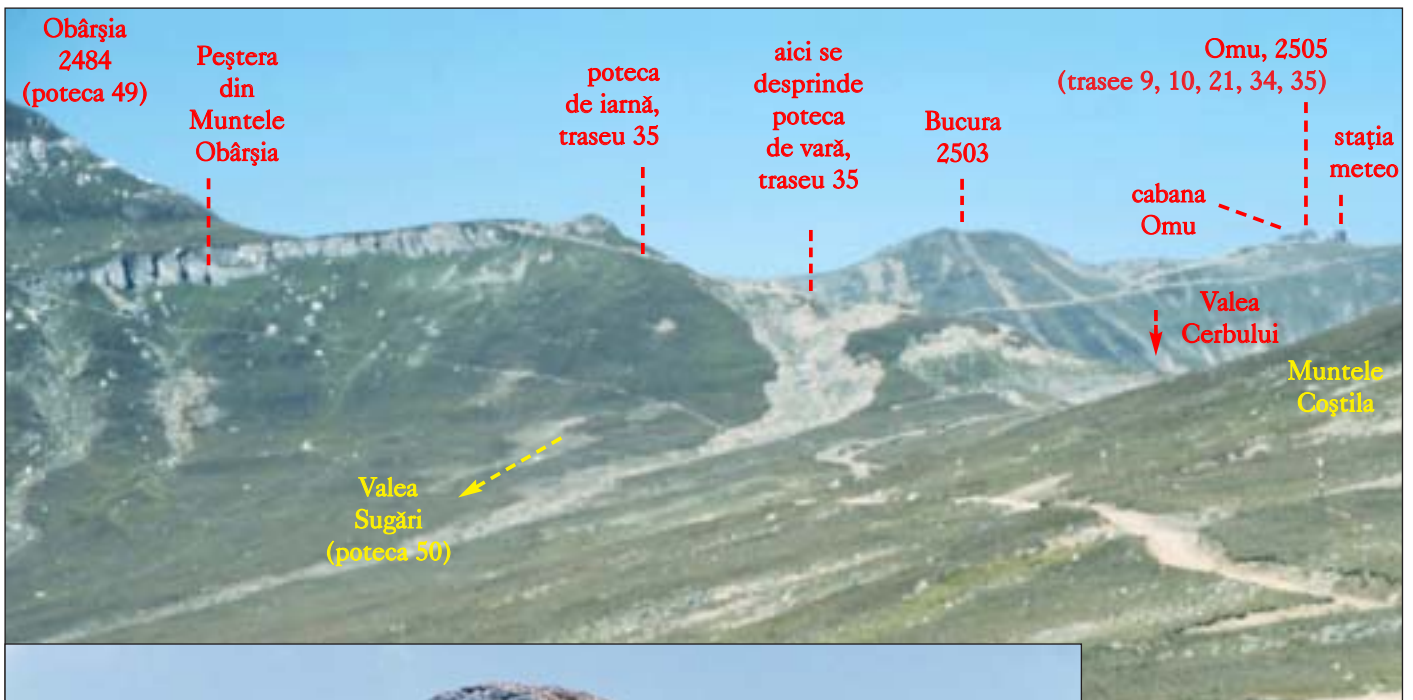 Obârşia
2484
(poteca 49)
Peştera
din
Muntele
Obârşia
poteca
de iarnă,
traseu 35
aici se
desprinde
poteca
de vară,
traseu 35
Bucura
2503
Omu, 2505
(trasee 9, 10, 21, 34, 35)
staţia
meteo
cabana
Omu
Valea
Cerbului
Muntele
Coştila
Valea
Sugări
(poteca 50)